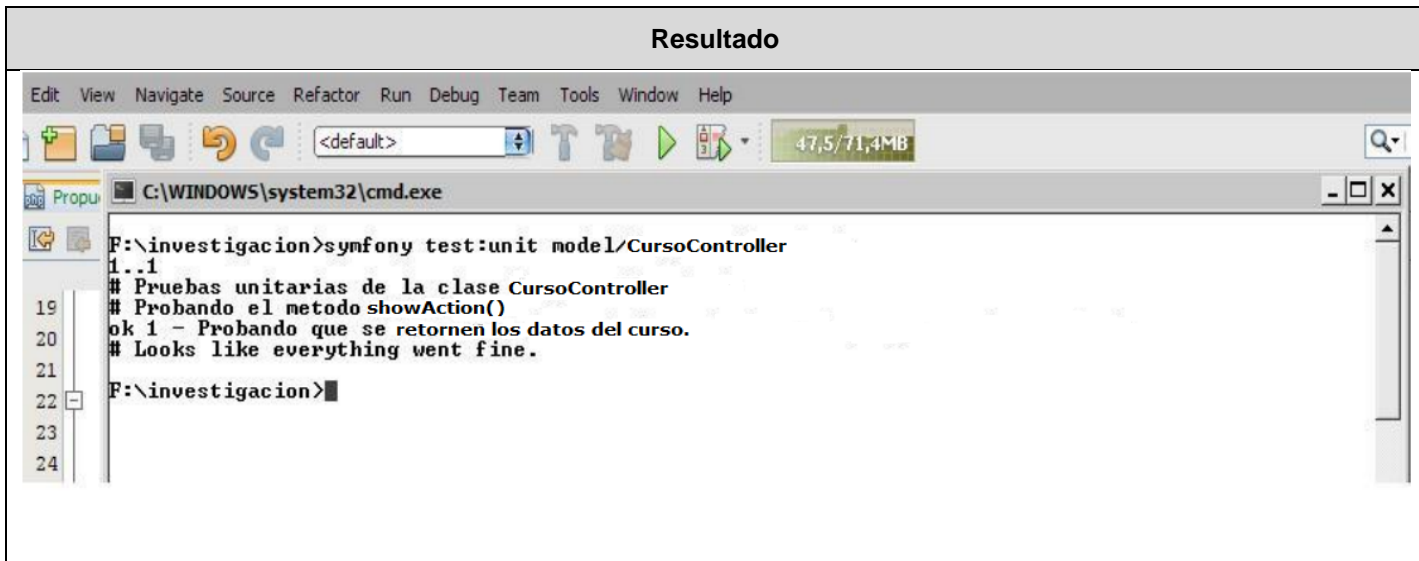 Resultado
Edit View Navigate Source Refactor Run Debug Team Tools Window Help
<default> 47,5/71,4MB
Propu C:\WINDOWS\system32\cmd.exe
F:\investigacion>symfony test:unit model/CursoController
1..1
# Pruebas unitarias de la clase CursoController
19 # Probando el metodo showAction()
20 ok 1 - Probando que se retornen los datos del curso.
21 # Looks like everything went fine.
22 F:\investigacion>
23
24